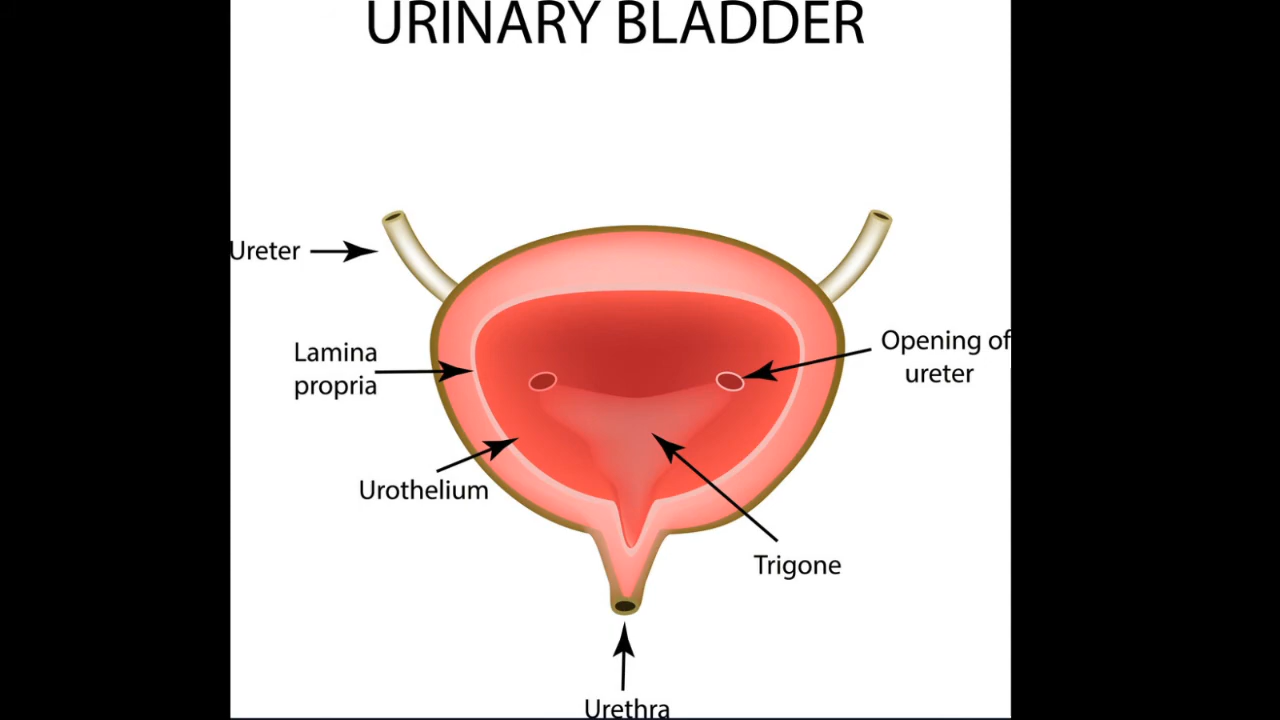 URINARY BLADDER
Ureter
Lamina
propria
Opening of
ureter
Urothelium
Trigone
Urethra